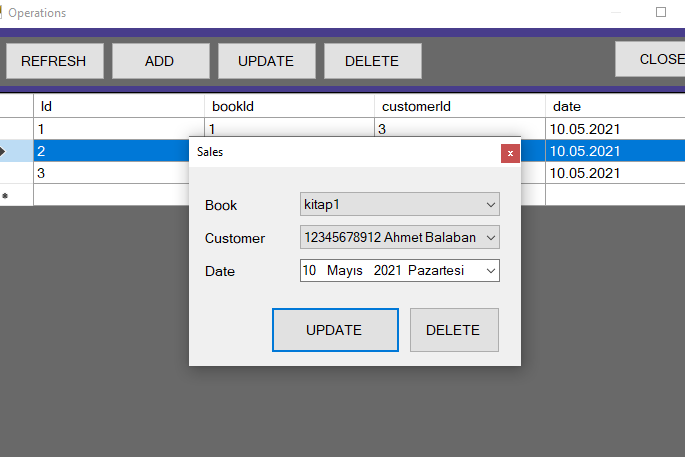 Operations
REFRESH ADD UPDATE DELETE CLOSE
Id bookId customerId date
1 1 3 10.05.2021
2 10.05.2021
3 10.05.2021
Sales
Book kitap1
Customer 12345678912 Ahmet Balaban
Date 10 Mayıs 2021 Pazartesi
UPDATE DELETE